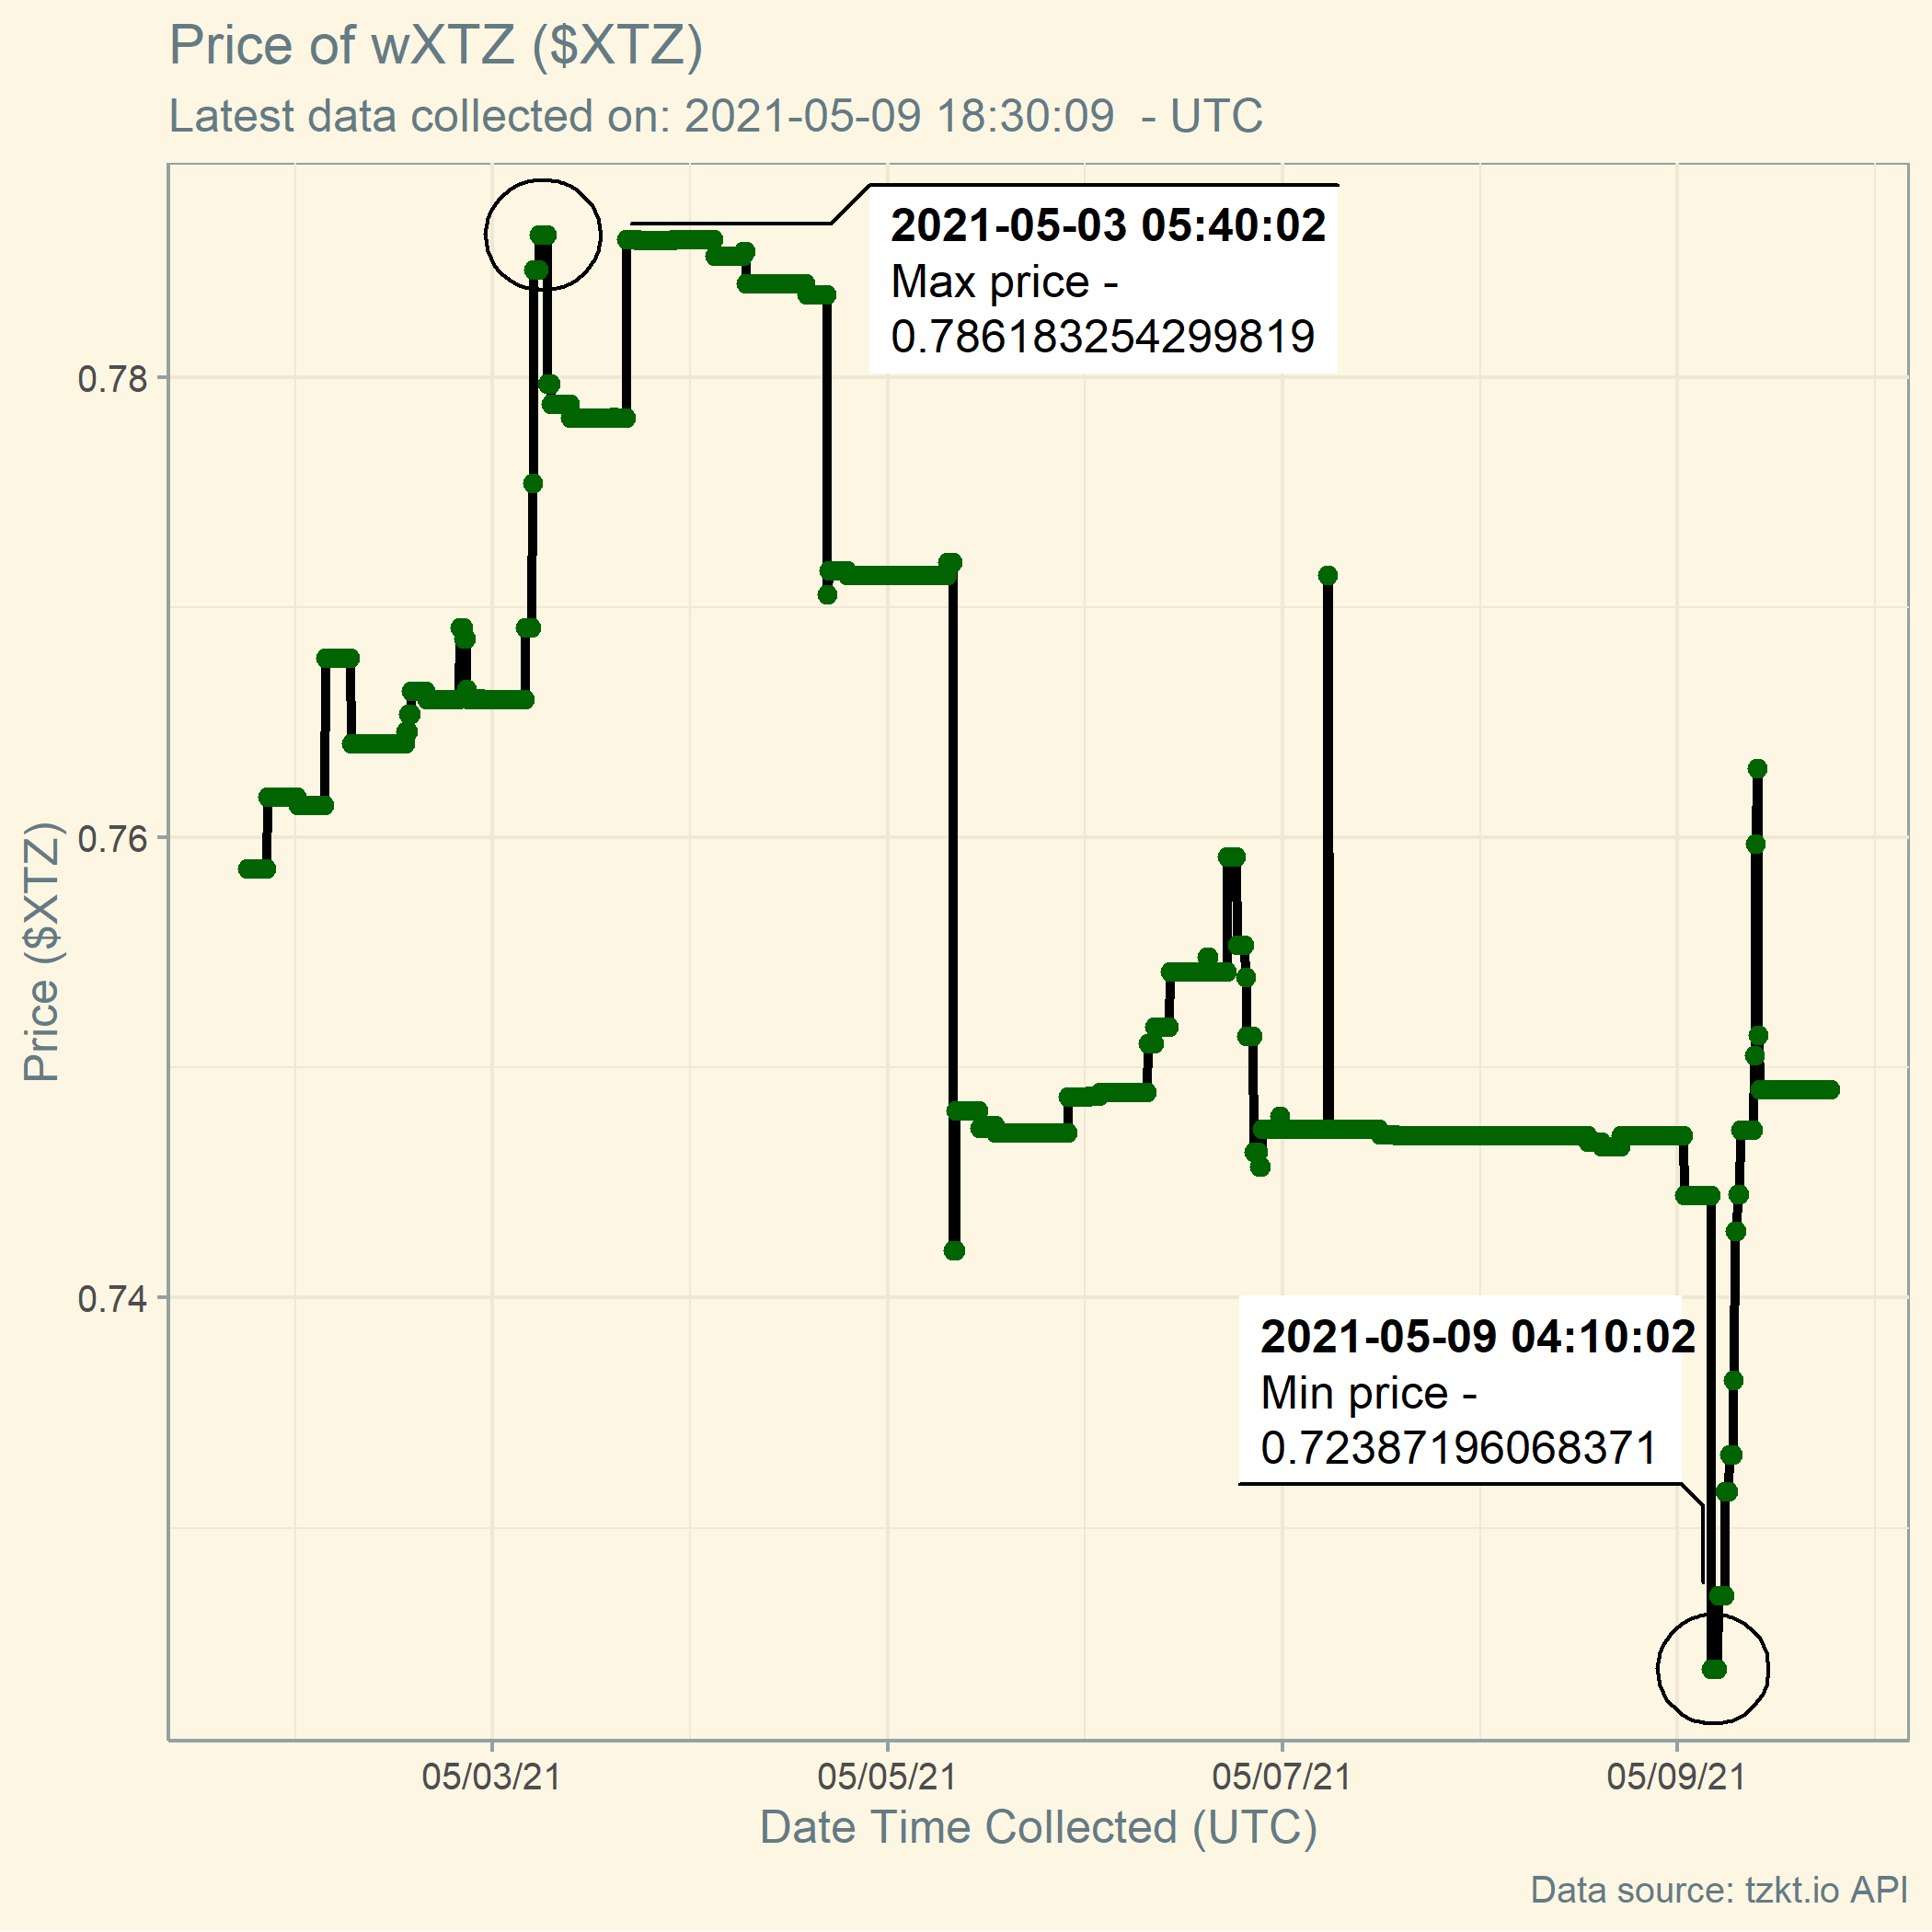 Price of wXTZ ($XTZ)
Latest data collected on: 2021-05-09 18:30:09  - UTC
2021-05-03 05:40:02
Max price -
0.786183254299819
0.78
0.76
0.74
Price ($XTZ)
2021-05-09 04:10:02
Min price -
0.72387196068371
05/03/21
05/05/21
05/07/21
05/09/21
Date Time Collected (UTC)
Data source: tzkt.io API